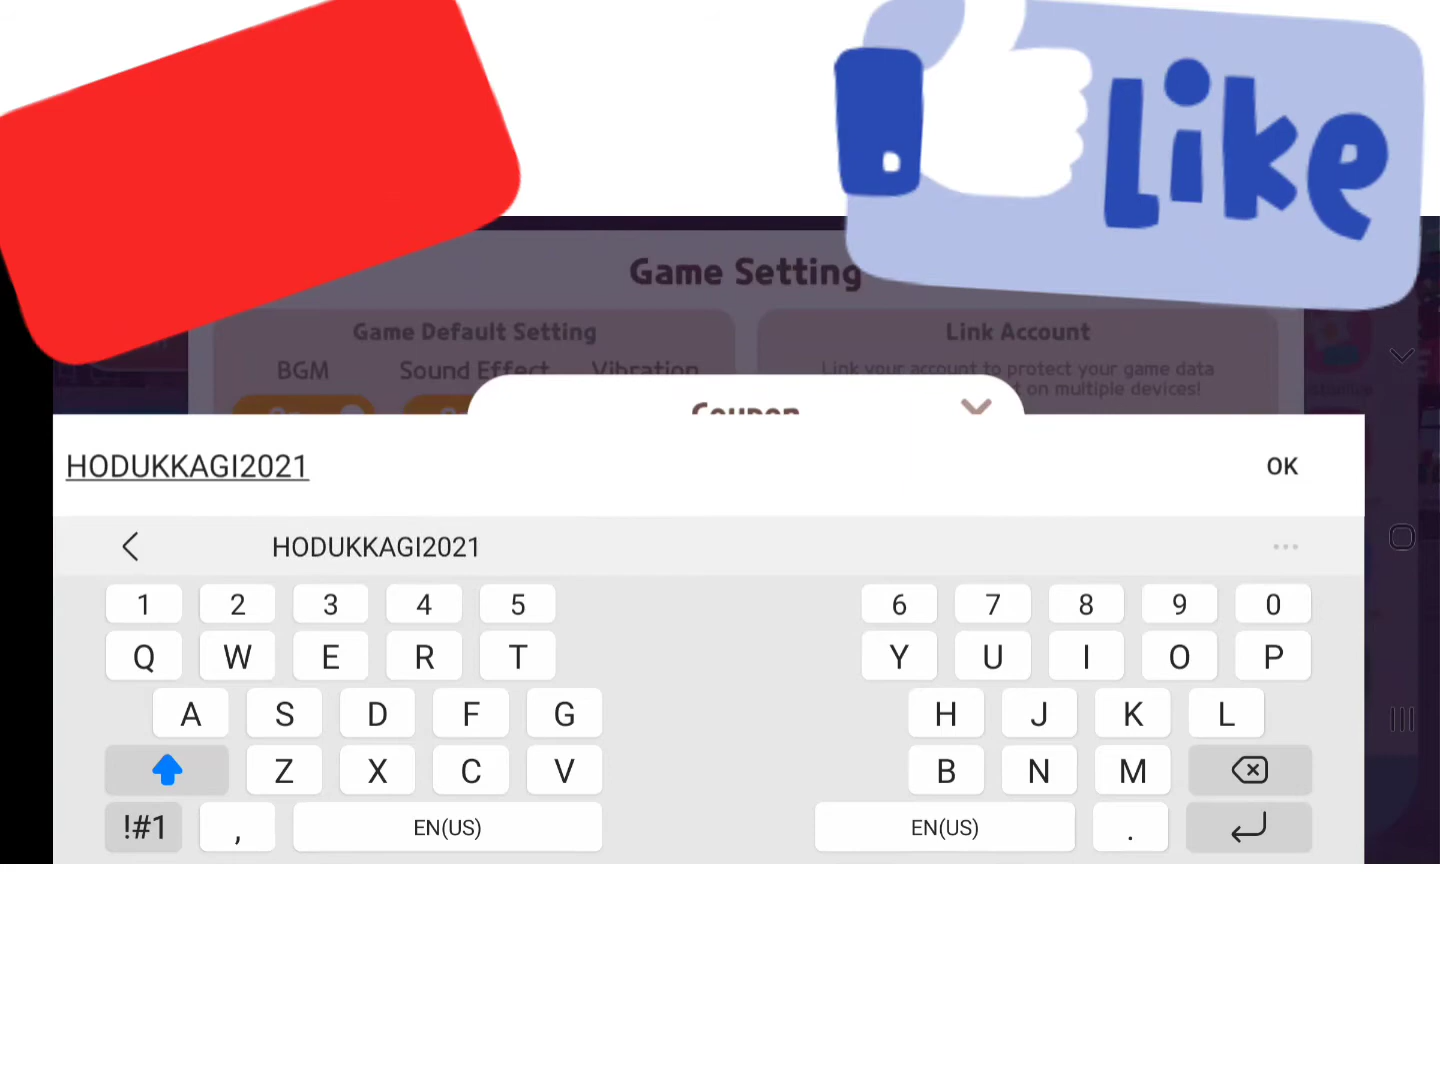 Like
Game Setting
Game Default Setting
Link Account
BGM Sound Effect Vibration
Link your account to protect your game data
on multiple devices!
Coupon
HODUKKAGI2021
OK
HODUKKAGI2021
1 2 3 4 5 6 7 8 9 0
Q W E R T Y U I O P
A S D F G H J K L
Z X C V B N M
!#1 , EN(US) EN(US) .